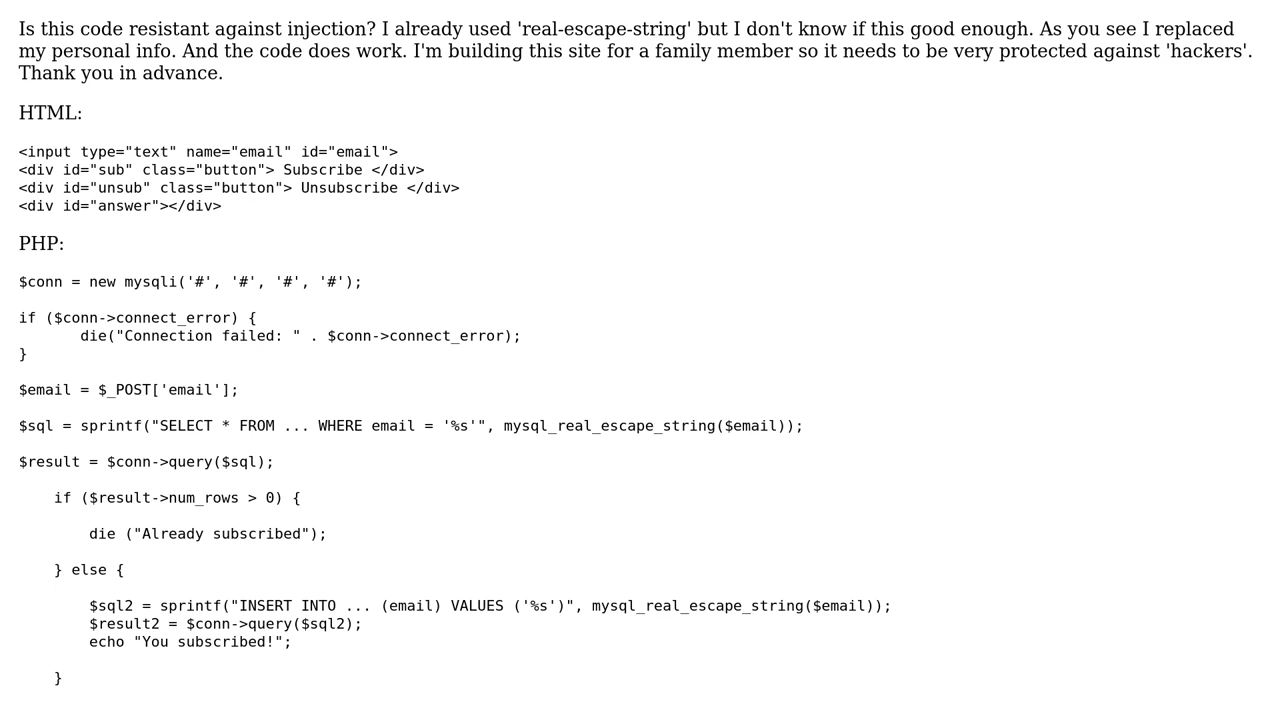 Is this code resistant against injection? I already used 'real-escape-string' but I don't know if this good enough. As you see I replaced
my personal info. And the code does work. I'm building this site for a family member so it needs to be very protected against 'hackers'.
Thank you in advance.
HTML:
<input type="text" name="email" id="email">
<div id="sub" class="button"> Subscribe </div>
<div id="unsub" class="button"> Unsubscribe </div>
<div id="answer"></div>
PHP:
$conn = new mysqli('#', '#', '#', '#');
if ($conn->connect_error) {
       die("Connection failed: " . $conn->connect_error);
}
$email = $_POST['email'];
$sql = sprintf("SELECT * FROM ... WHERE email = '%s'", mysql_real_escape_string($email));
$result = $conn->query($sql);
    if ($result->num_rows > 0) {
        die ("Already subscribed");
    } else {
        $sql2 = sprintf("INSERT INTO ... (email) VALUES ('%s')", mysql_real_escape_string($email));
        $result2 = $conn->query($sql2);
        echo "You subscribed!";
    }